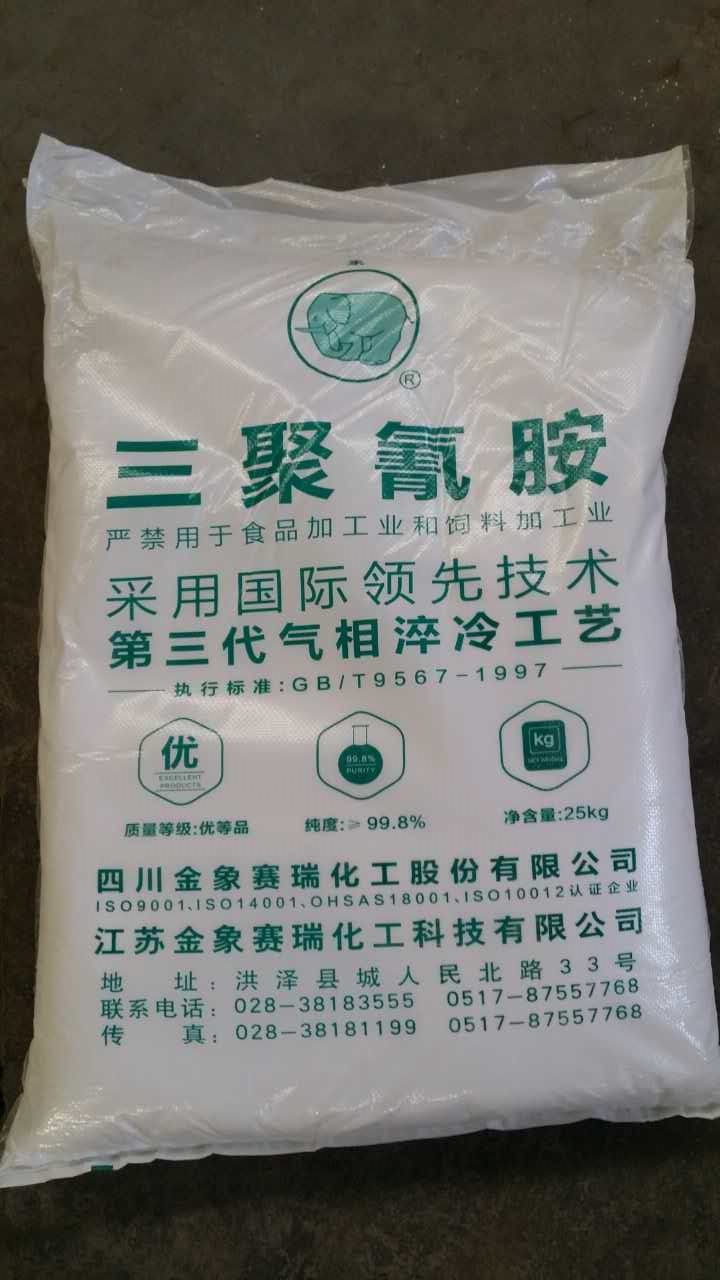 ®
三聚氰胺
严禁用于食品加工业和饲料加工业
采用国际领先技术
第三代气相淬冷工艺
执行标准:GB/T9567-1997
优
EXCELLENT
PRODUCTS
质量等级:优等品
99.8%
PURITY
纯度:≥99.8%
kg
净含量:25kg
四川金象赛瑞化工股份有限公司
ISO9001、ISO14001、OHSAS18001、ISO10012认证企业
江苏金象赛瑞化工科技有限公司
地址:洪泽县城人民北路33号
联系电话:028-38183555 0517-87557768
传真:028-38181199 0517-87557768